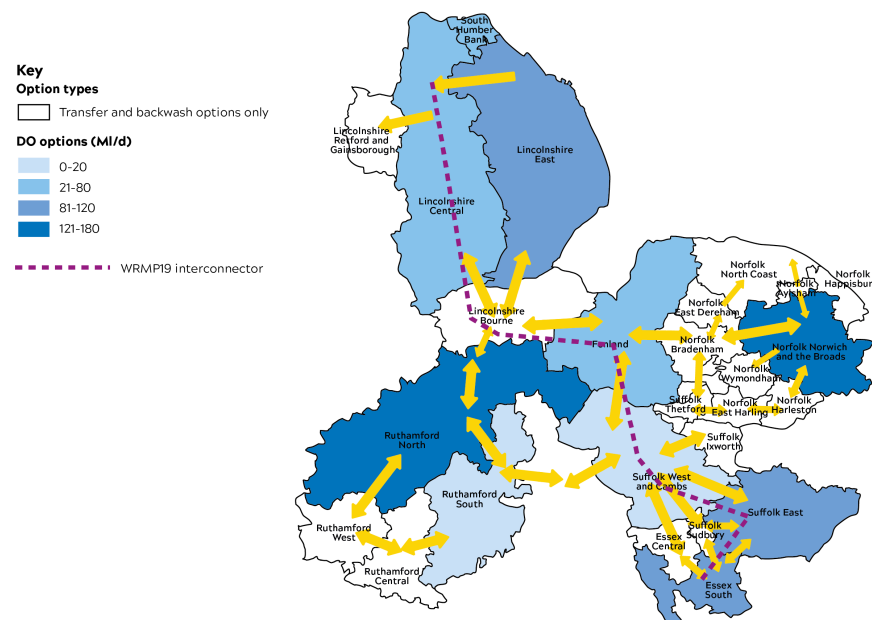 Key
Option types
Transfer and backwash options only
DO options (Ml/d)
0-20
21-80
81-120
121-180
WRMP19 interconnector
South
Humber
Bank
Lincolnshire
Retford and
Gainsborough
Lincolnshire
East
Lincolnshire
Central
Lincolnshire
Bourne
Fenland
Norfolk
North Coast
Norfolk
Aylsham
Norfolk
Happisbur
Norfolk
East Dereham
Norfolk
Bradenham
Norfolk Norwich
and the Broads
Norfolk
Wymondham
Suffolk
Thetford
Norfolk
East Harling
Norfolk
Harleston
Suffolk
Ixworth
Ruthamford
North
Ruthamford
South
Suffolk West
and Cambs
Suffolk East
Suffolk
Sudbury
Ruthamford
West
Essex
Central
Ruthamford
Central
Essex
South